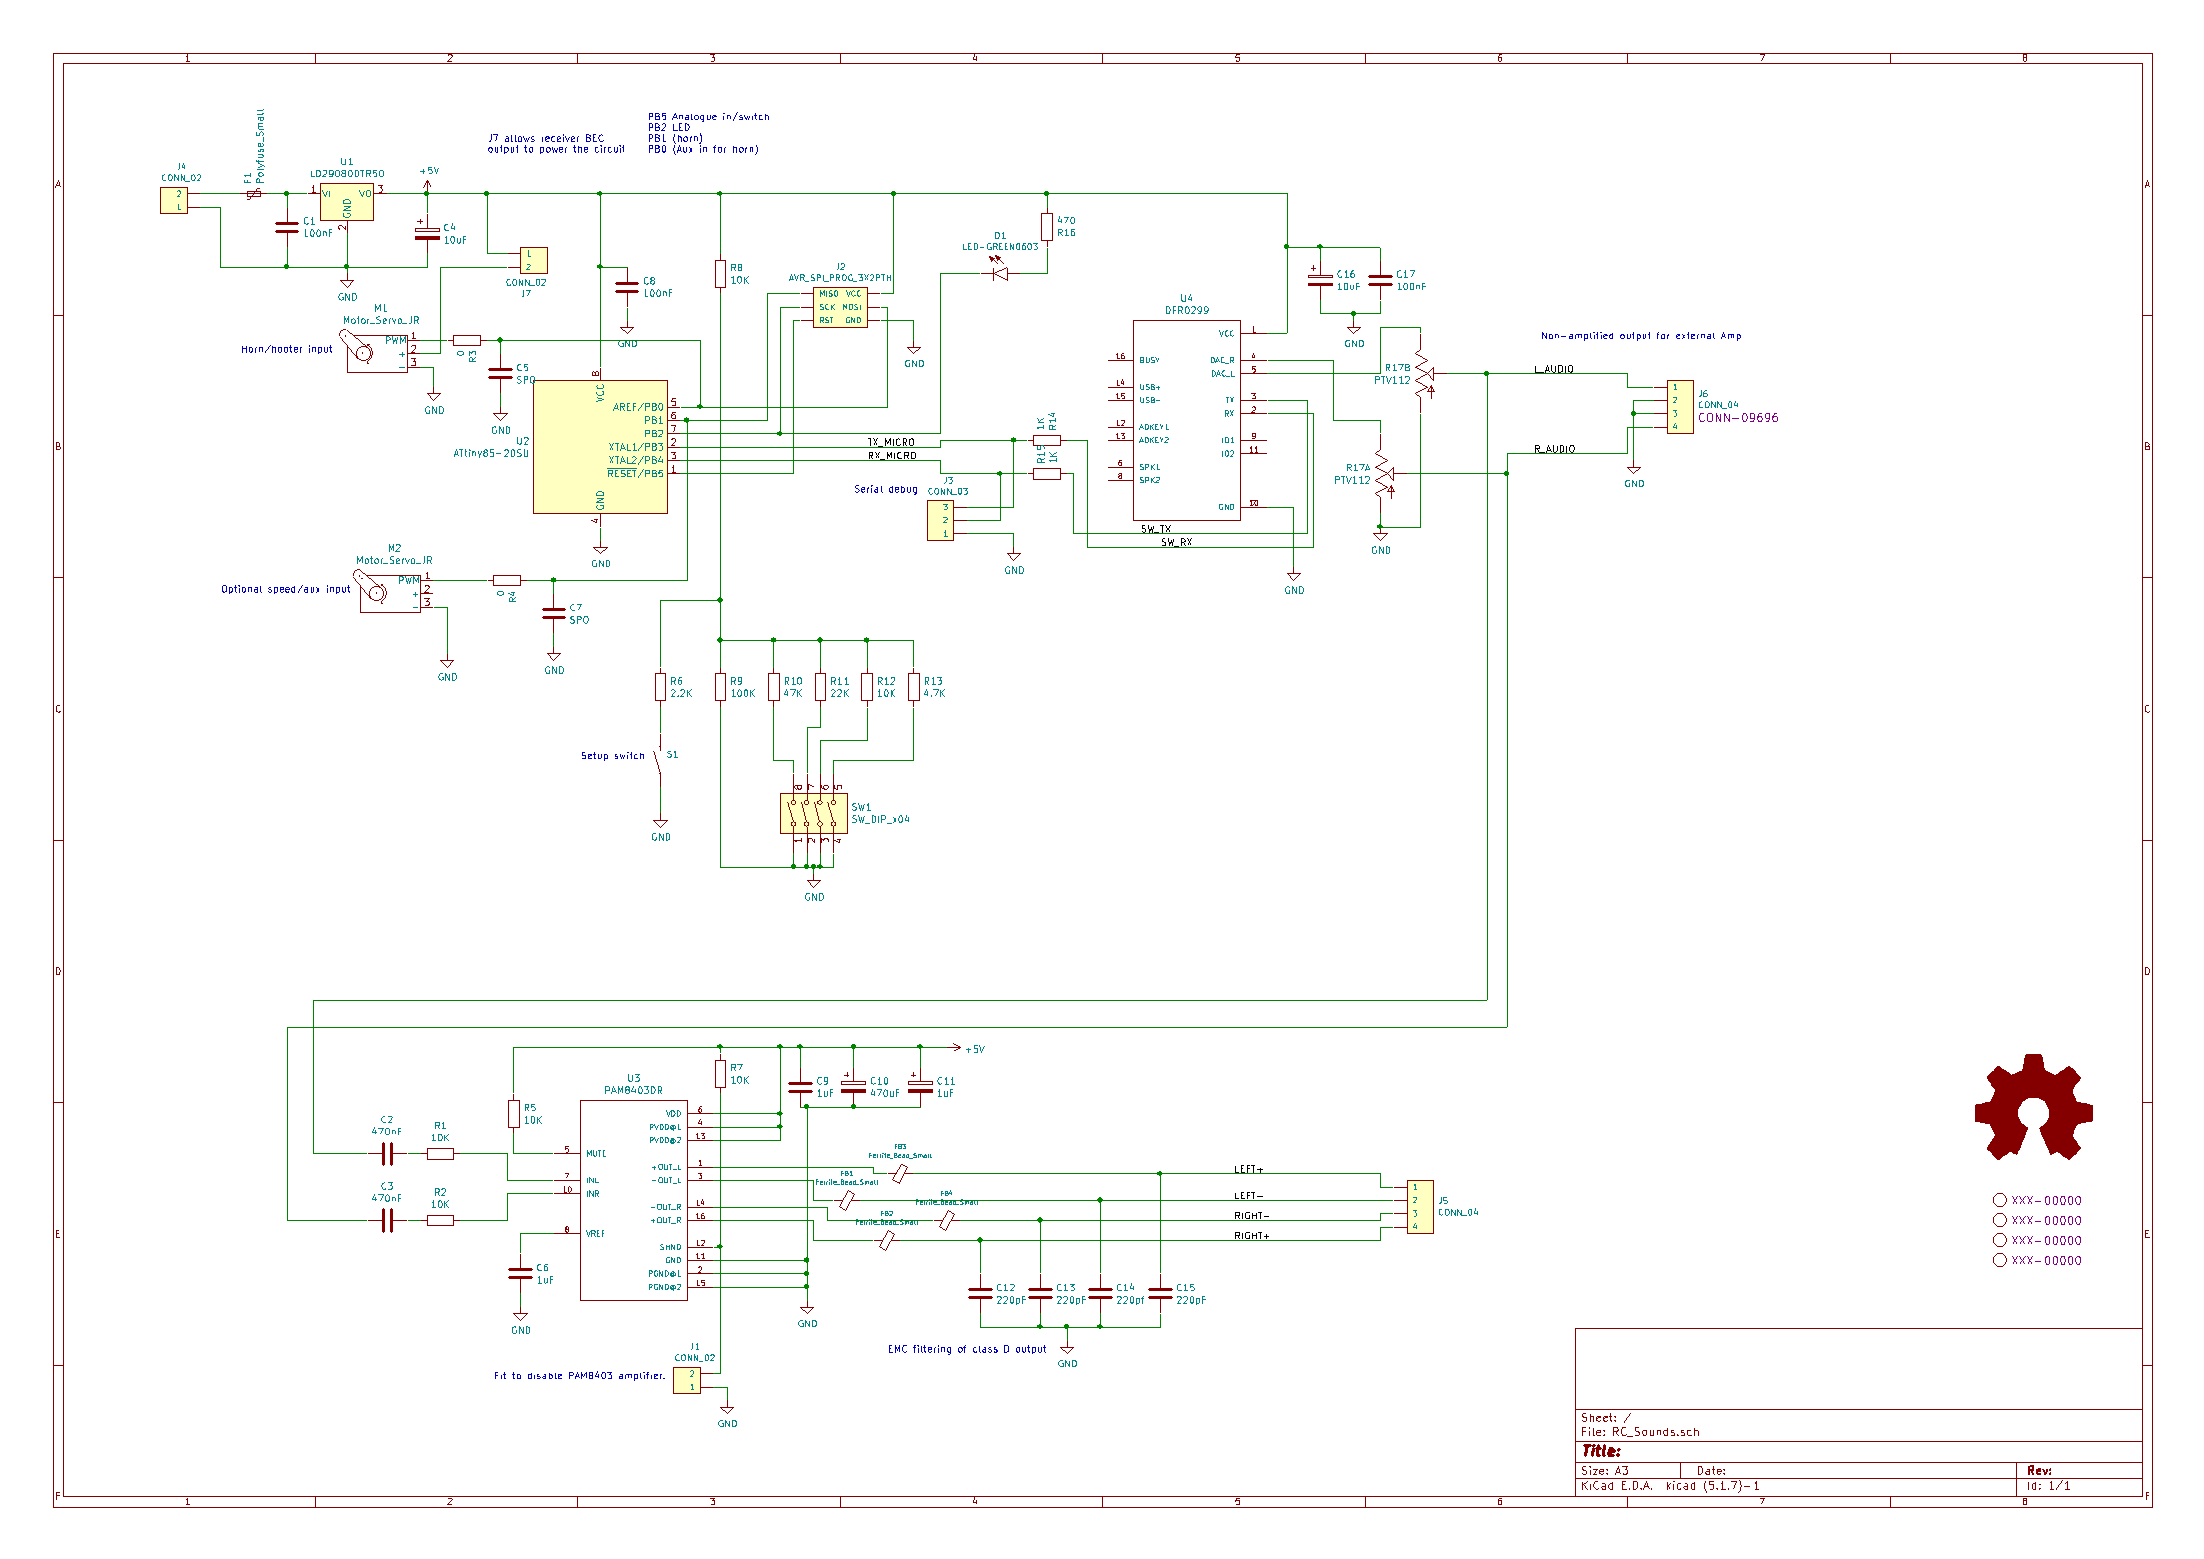 1 2 3 4 5 6 7 8
A
B
C
D
E
F
J4
CONN_02
2
1
F1
Polyfuse_Small
C1
100nF
U1
LD29080DTR50
VI
VO
GND
1
3
2
GND
+5V
C4
10uF
J7 allows receiver BEC
output to power the circuit
PB5 Analogue in/switch
PB2 LED
PB1 (horn)
PB0 (Aux in for horn)
1
2
CONN_02
J7
M1
Motor_Servo_JR
PWM
+
-
1
2
3
Horn/hooter input
GND
0
R3
C5
SPO
GND
C8
100nF
GND
R8
10K
J2
AVR_SPI_PROG_3X2PTH
MISO VCC
SCK MOSI
RST GND
GND
D1
LED-GREEN0603
470
R16
U2
ATtiny85-20SU
VCC
8
AREF/PB0
PB1
PB2
XTAL1/PB3
XTAL2/PB4
RESET/PB5
GND
5
6
7
2
3
1
4
GND
TX_MICRO
RX_MICRO
1K
R14
R15
1K
Serial debug
J3
CONN_03
3
2
1
GND
U4
DFR0299
VCC
BUSY
DAC_R
DAC_L
USB+
USB-
TX
RX
ADKEY1
ADKEY2
IO1
IO2
SPK1
SPK2
GND
16
14
15
12
13
6
8
1
4
5
3
2
9
11
SW_TX
SW_RX
GND
C16
10uF
C17
100nF
GND
R17B
PTV112
R17A
PTV112
GND
Non-amplified output for external Amp
L_AUDIO
R_AUDIO
1
2
3
4
J6
CONN_04
CONN-09696
GND
M2
Motor_Servo_JR
PWM
+
-
1
2
3
Optional speed/aux input
GND
0
R4
C7
SPO
GND
R6
2.2K
R9
100K
R10
47K
R11
22K
R12
10K
R13
4.7K
Setup switch
S1
GND
8 7 6 5
SW1
SW_DIP_x04
1 2 3 4
GND
+5V
R7
10K
C9
1uF
C10
470uF
C11
1uF
U3
PAM8403DR
R5
10K
C2
470nF
R1
10K
C3
470nF
R2
10K
MUTE
INL
INR
VREF
5
7
10
8
VDD
PVDD@1
PVDD@2
+OUT_L
-OUT_L
-OUT_R
+OUT_R
SHND
GND
PGND@1
PGND@2
6
4
13
1
3
14
16
12
11
2
15
C6
1uF
GND
GND
FB3
Ferrite_Bead_Small
FB1
Ferrite_Bead_Small
FB4
Ferrite_Bead_Small
FB2
Ferrite_Bead_Small
LEFT+
LEFT-
RIGHT-
RIGHT+
1
2
3
4
J5
CONN_04
C12
220pF
C13
220pF
C14
220pf
C15
220pF
GND
EMC filtering of class D output
J1
CONN_02
2
1
Fit to disable PAM8403 amplifier.
GND
XXX-00000
XXX-00000
XXX-00000
XXX-00000
Sheet: /
File: RC_Sounds.sch
Title:
Size: A3
Date:
Rev:
KiCad E.D.A. kicad (5.1.7)-1
Id: 1/1
1 2 3 4 5 6 7 8